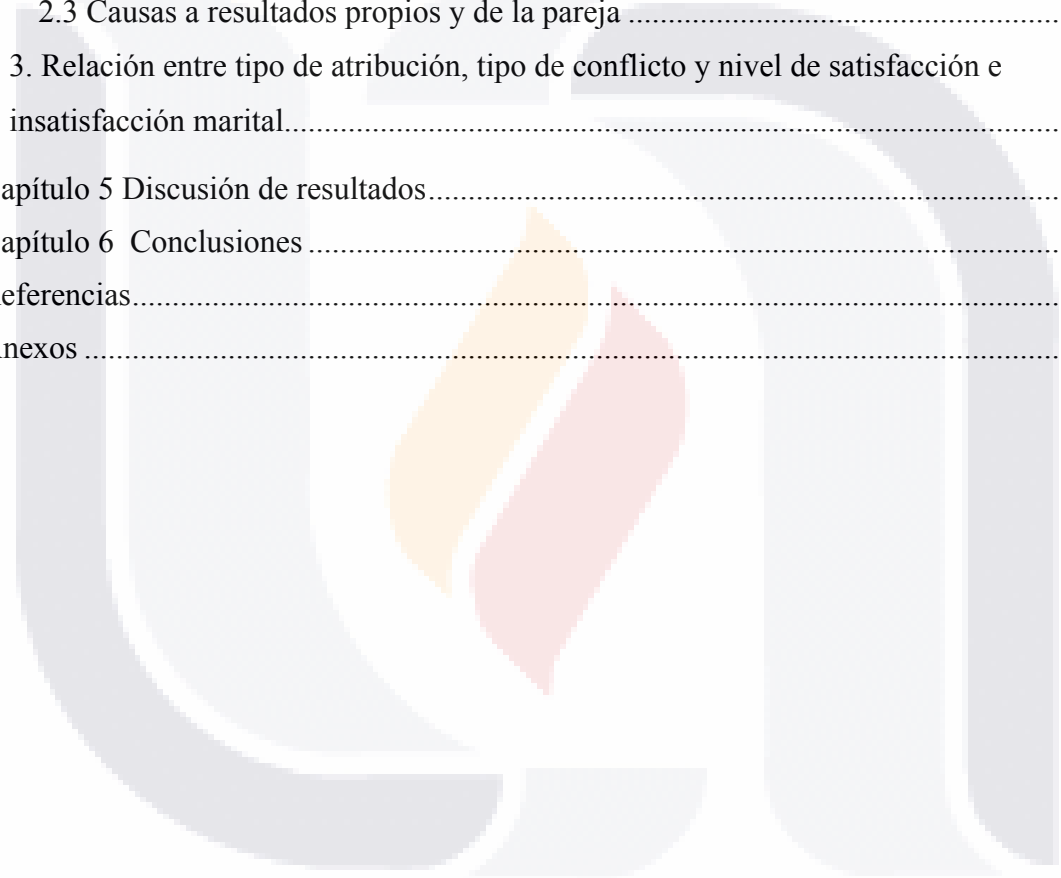 2.3 Causas a resultados propios y de la pareja ......................................................
3. Relación entre tipo de atribución, tipo de conflicto y nivel de satisfacción e
insatisfacción marital.......................................................................................................
apítulo 5 Discusión de resultados..................................................................................
apítulo 6  Conclusiones ...................................................................................................
eferencias.........................................................................................................................
nexos ................................................................................................................................